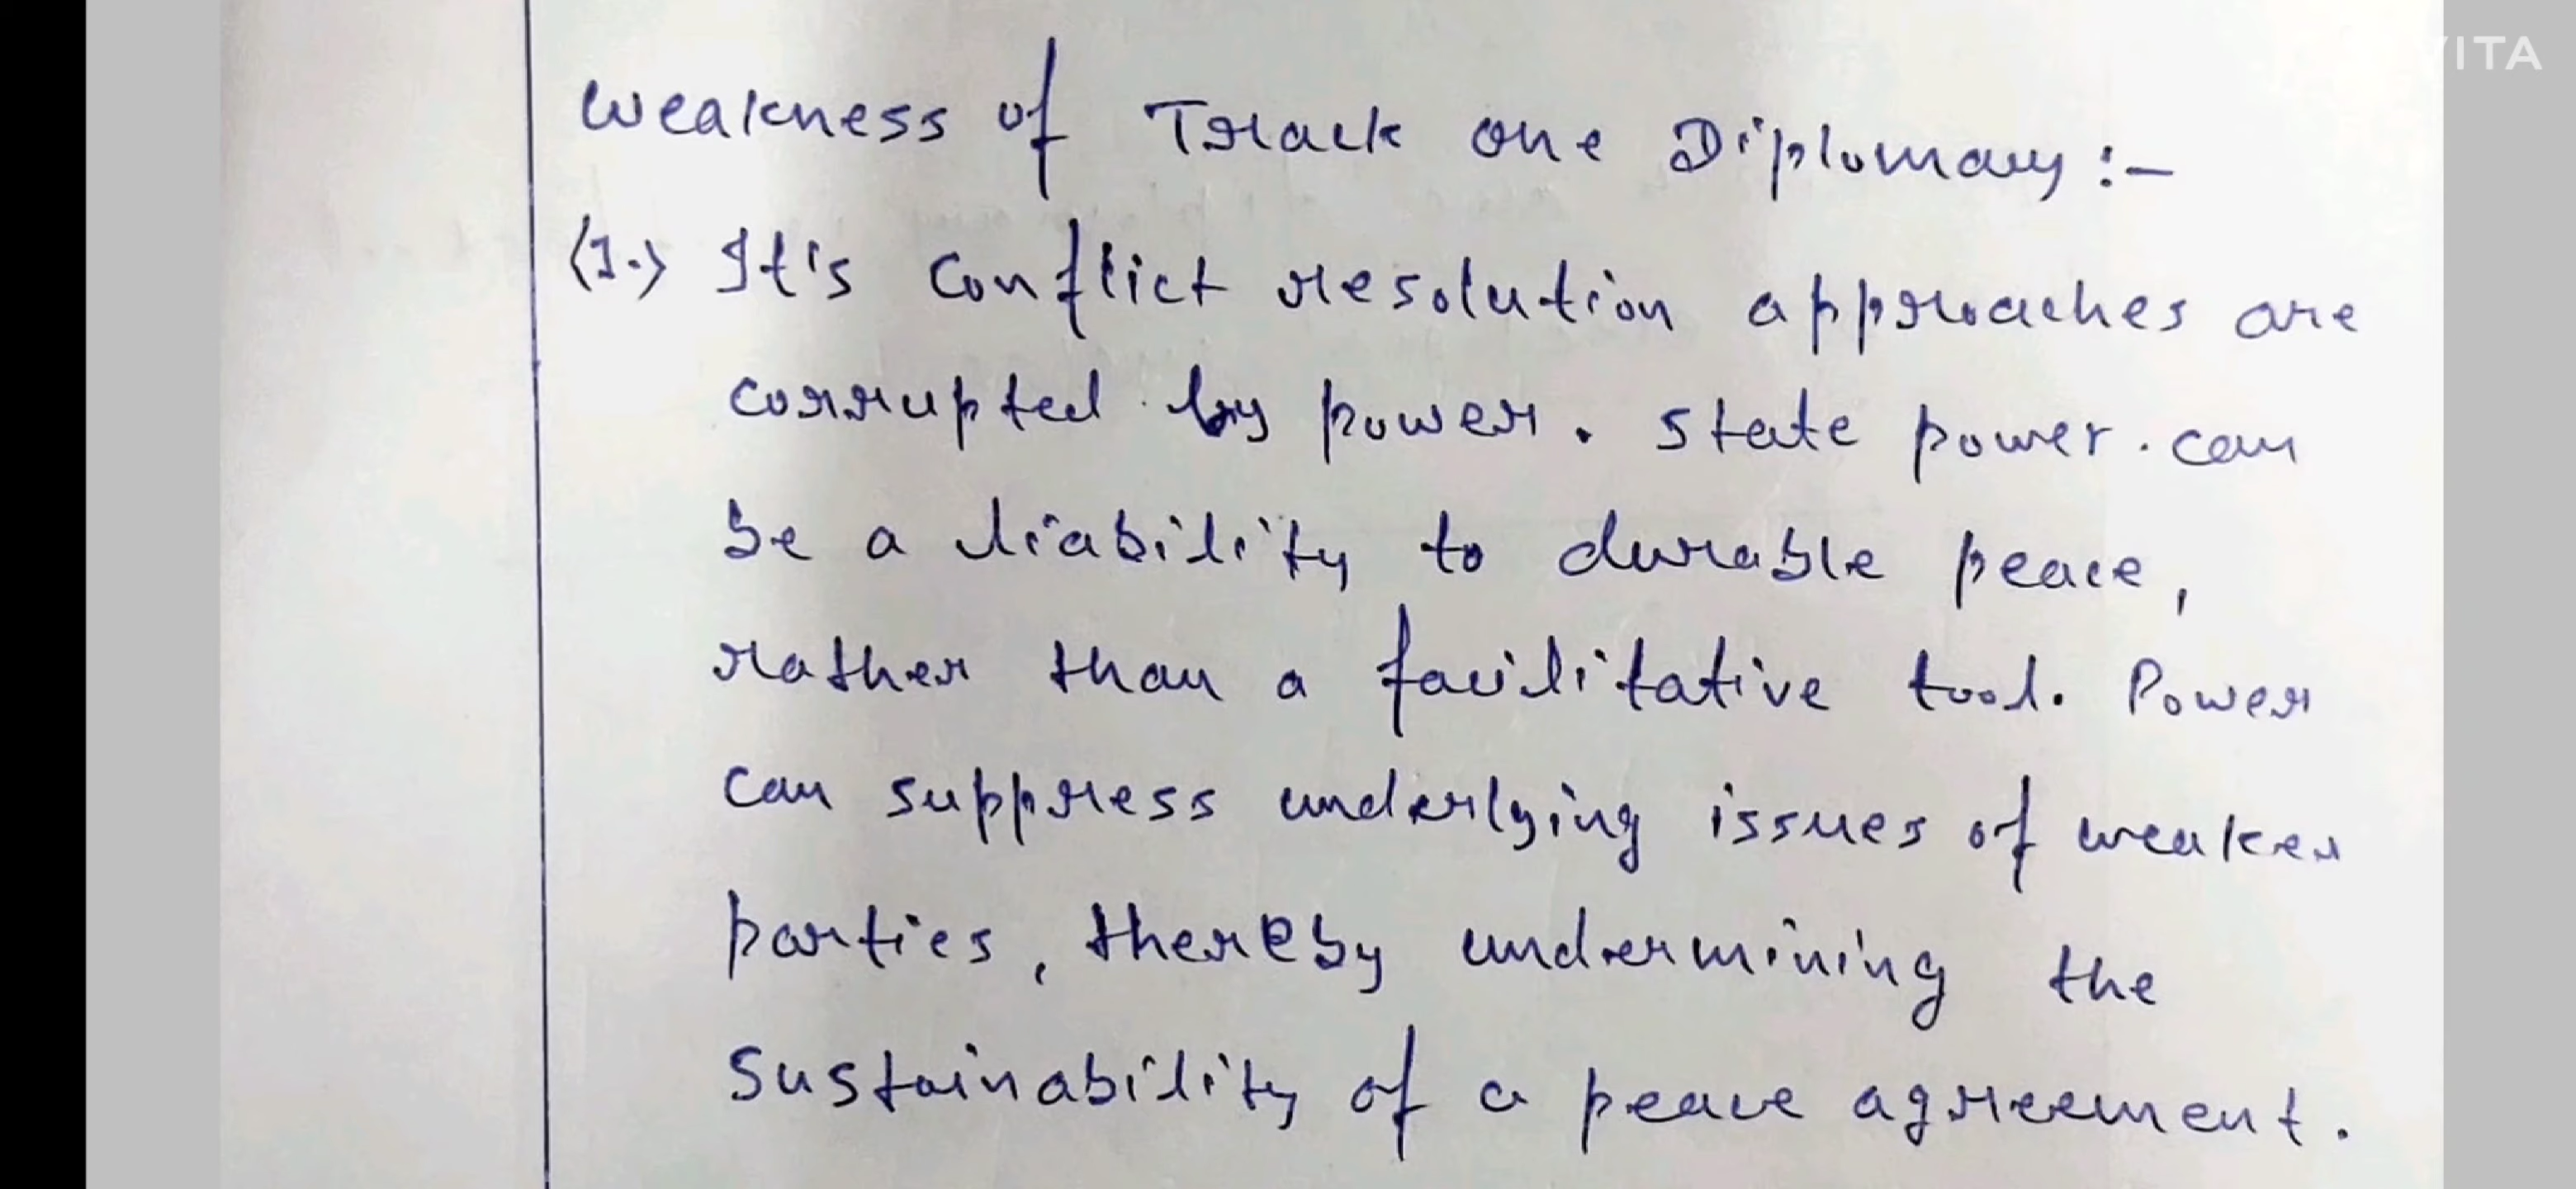 VITA
Weakness of Track one Diplomacy :-
(1.) It's Conflict resolution approaches are
corrupted by power. State power. can
be a liability to durable peace,
rather than a facilitative tool. Power
can suppress underlying issues of weaker
parties, thereby undermining the
Sustainability of a peace agreement.